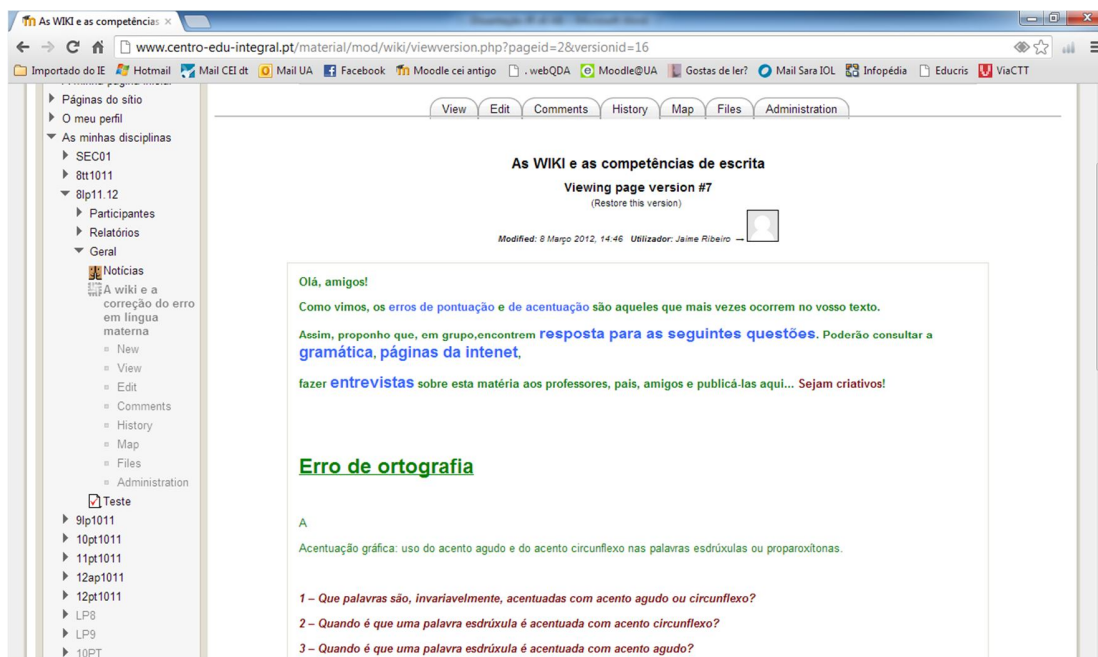 As WIKI e as competências
www.centro-edu-integral.pt/material/mod/wiki/viewversion.php?pageid=2&versionid=16
Importado do IE Hotmail Mail CEI dt Mail UA Facebook Moodle cei antigo .webQDA Moodle@UA Gostas de ler? Mail Sara IOL Infopédia Educris ViaCTT
Páginas do sítio
O meu perfil
As minhas disciplinas
SEC01
8tt1011
8lp11.12
Participantes
Relatórios
Geral
Notícias
A wiki e a
correção do erro
em língua
materna
New
View
Edit
Comments
History
Map
Files
Administration
Teste
9lp1011
10pt1011
11pt1011
12ap1011
12pt1011
LP8
LP9
10PT
View Edit Comments History Map Files Administration
As WIKI e as competências de escrita
Viewing page version #7
(Restore this version)
Modified: 8 Março 2012, 14:46 Utilizador: Jaime Ribeiro →
Olá, amigos!
Como vimos, os erros de pontuação e de acentuação são aqueles que mais vezes ocorrem no vosso texto.
Assim, proponho que, em grupo,encontrem resposta para as seguintes questões. Poderão consultar a
gramática, páginas da intenet,
fazer entrevistas sobre esta matéria aos professores, pais, amigos e publicá-las aqui... Sejam criativos!
Erro de ortografia
A
Acentuação gráfica: uso do acento agudo e do acento circunflexo nas palavras esdrúxulas ou proparoxítonas.
1 – Que palavras são, invariavelmente, acentuadas com acento agudo ou circunflexo?
2 – Quando é que uma palavra esdrúxula é acentuada com acento circunflexo?
3 – Quando é que uma palavra esdrúxula é acentuada com acento agudo?